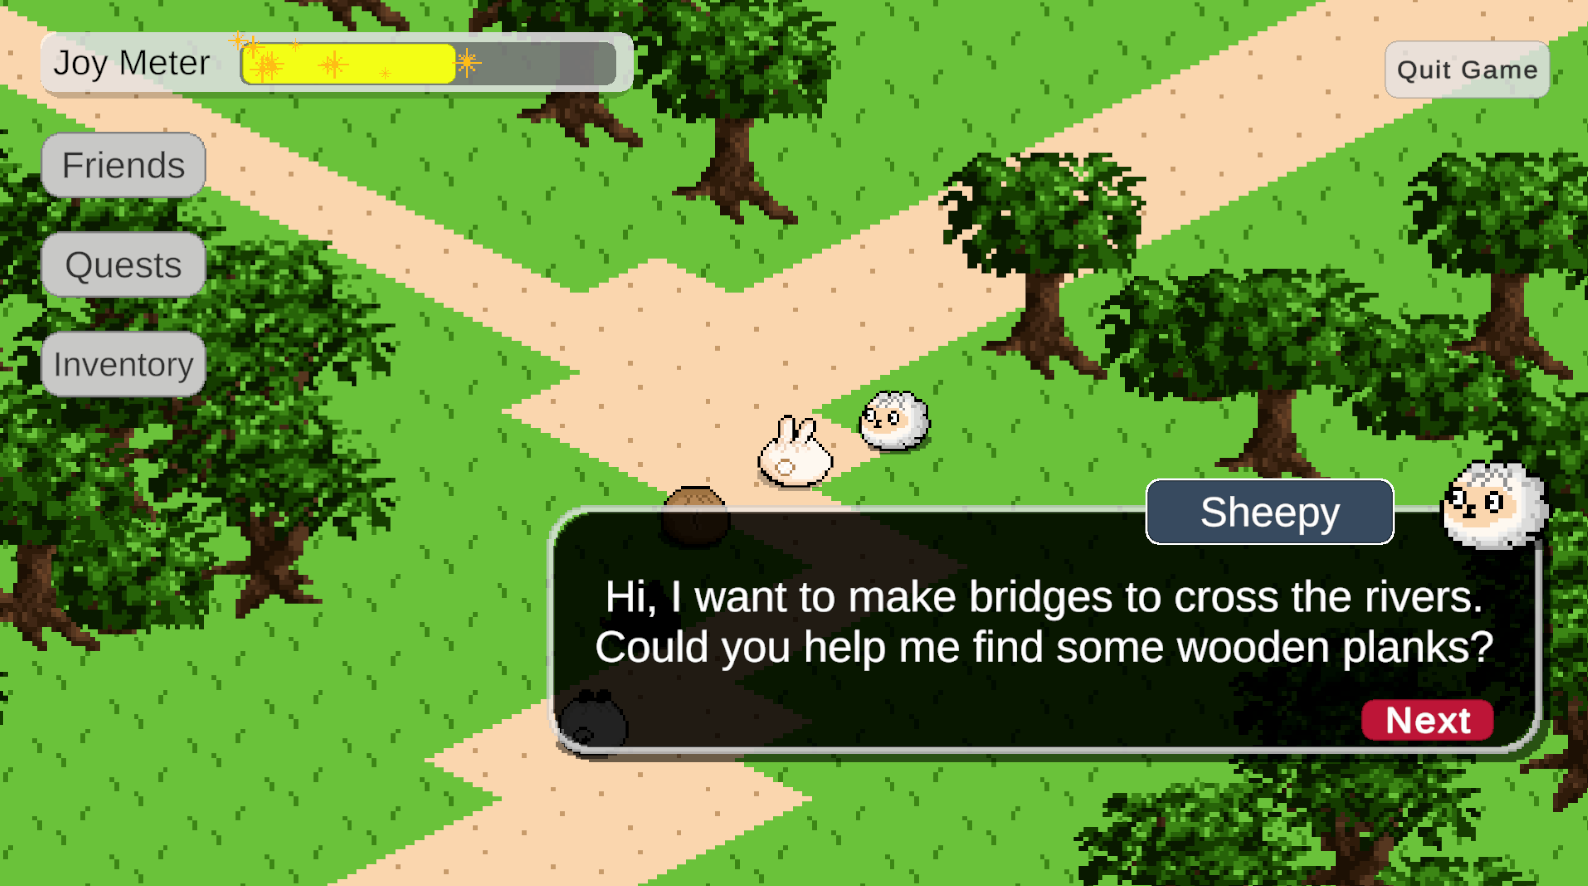 Joy Meter
Quit Game
Friends
Quests
Inventory
Sheepy
Hi, I want to make bridges to cross the rivers.
Could you help me find some wooden planks?
Next